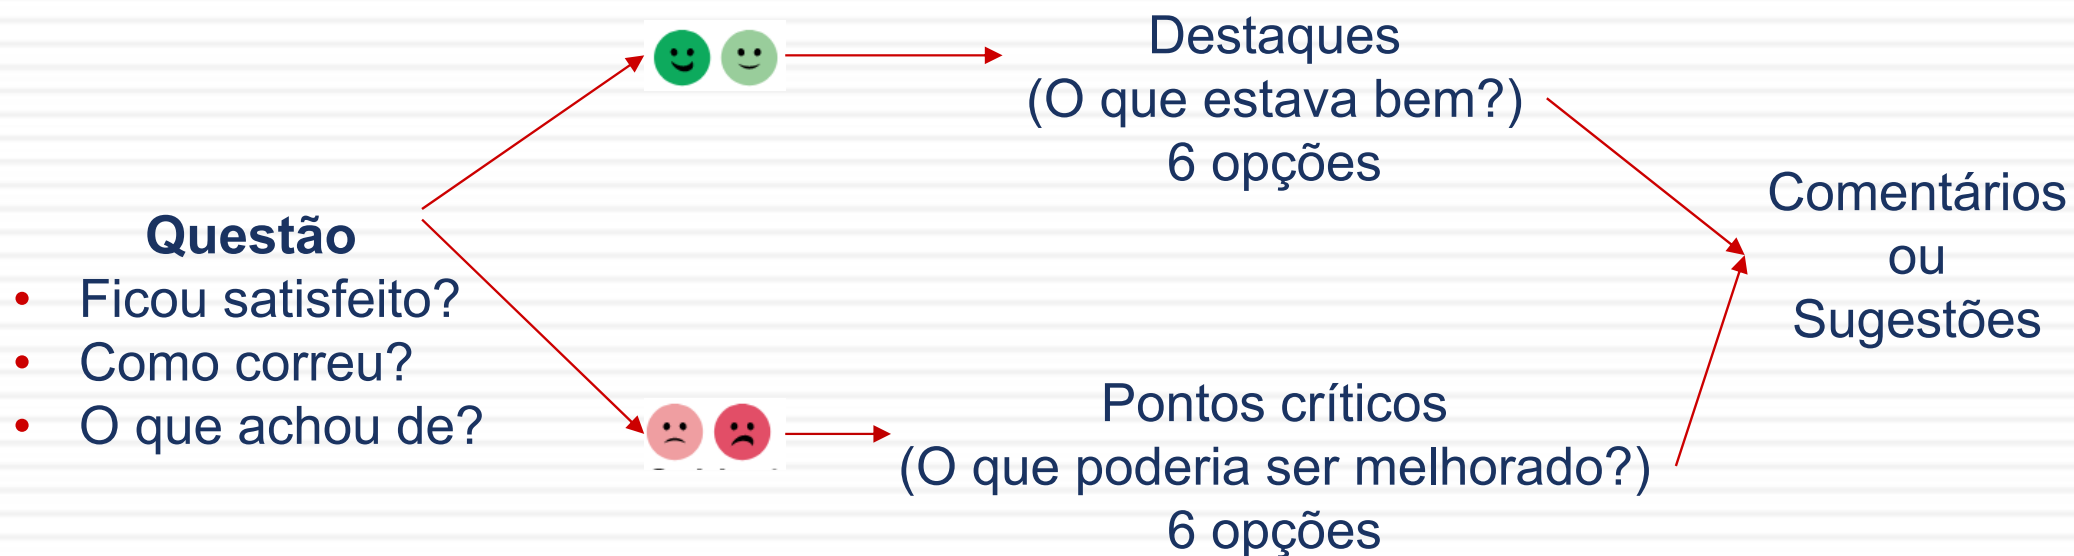 Questão
• Ficou satisfeito?
• Como correu?
• O que achou de?
Destaques
(O que estava bem?)
6 opções
Pontos críticos
(O que poderia ser melhorado?)
6 opções
Comentários
ou
Sugestões